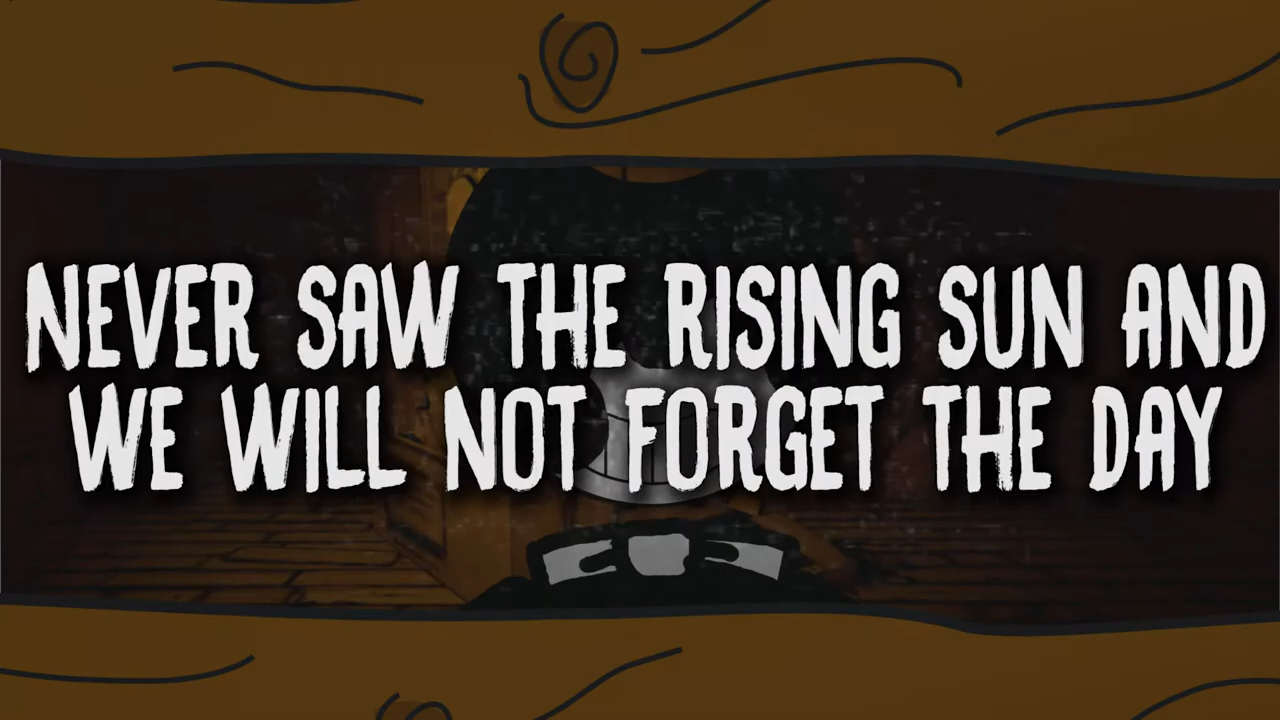 NEVER SAW THE RISING SUN AND
WE WILL NOT FORGET THE DAY